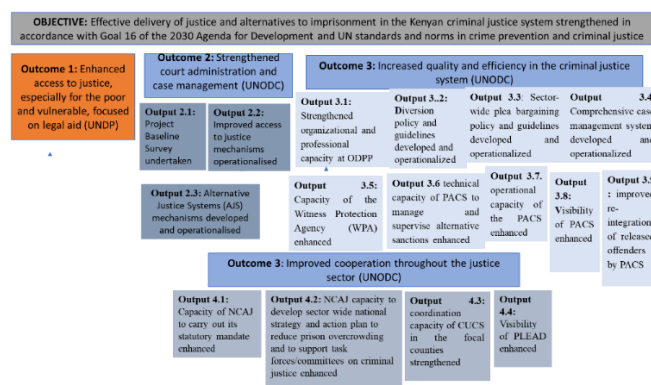 OBJECTIVE: Effective delivery of justice and alternatives to imprisonment in the Kenyan criminal justice system strengthened in
accordance with Goal 16 of the 2030 Agenda for Development and UN standards and norms in crime prevention and criminal justice
Outcome 1: Enhanced
access to justice,
especially for the poor
and vulnerable, focused
on legal aid (UNDP)
Outcome 2: Strengthened
court administration and
case management (UNODC)
Output 2.1:
Project
Baseline
Survey
undertaken
Output 2.2:
Improved access
to justice
mechanisms
operationalised
Output 2.3: Alternative
Justice Systems (AJS)
mechanisms developed and
operationalised
Outcome 3: Increased quality and efficiency in the criminal justice
system (UNODC)
Output 3.1:
Strengthened
organizational and
professional
capacity at ODPP
Output 3..2:
Diversion
policy and
guidelines
developed and
operationalized
Output 3.3: Sector-
wide plea bargaining
policy and guidelines
developed and
operationalized
Output 3.4
Comprehensive case
management system
developed and
operationalized
Output 3.5:
Capacity of the
Witness Protection
Agency (WPA)
enhanced
Output 3.6 technical
capacity of PACS to
manage and
supervise alternative
sanctions enhanced
Output 3.7.
operational
capacity of
the PACS
enhanced
Output
3.8:
Visibility
of PACS
enhanced
Output 3.9
: improved
re-
integration
of released
offenders
by PACS
Outcome 3: Improved cooperation throughout the justice
sector (UNODC)
Output 4.1:
Capacity of NCAJ
to carry out its
statutory mandate
enhanced
Output 4.2: NCAJ capacity to
develop sector wide national
strategy and action plan to
reduce prison overcrowding
and to support task
forces/committees on criminal
justice enhanced
Output 4.3:
coordination
capacity of CUCS
in the focal
counties
strengthened
Output
4.4:
Visibility
of PLEAD
enhanced